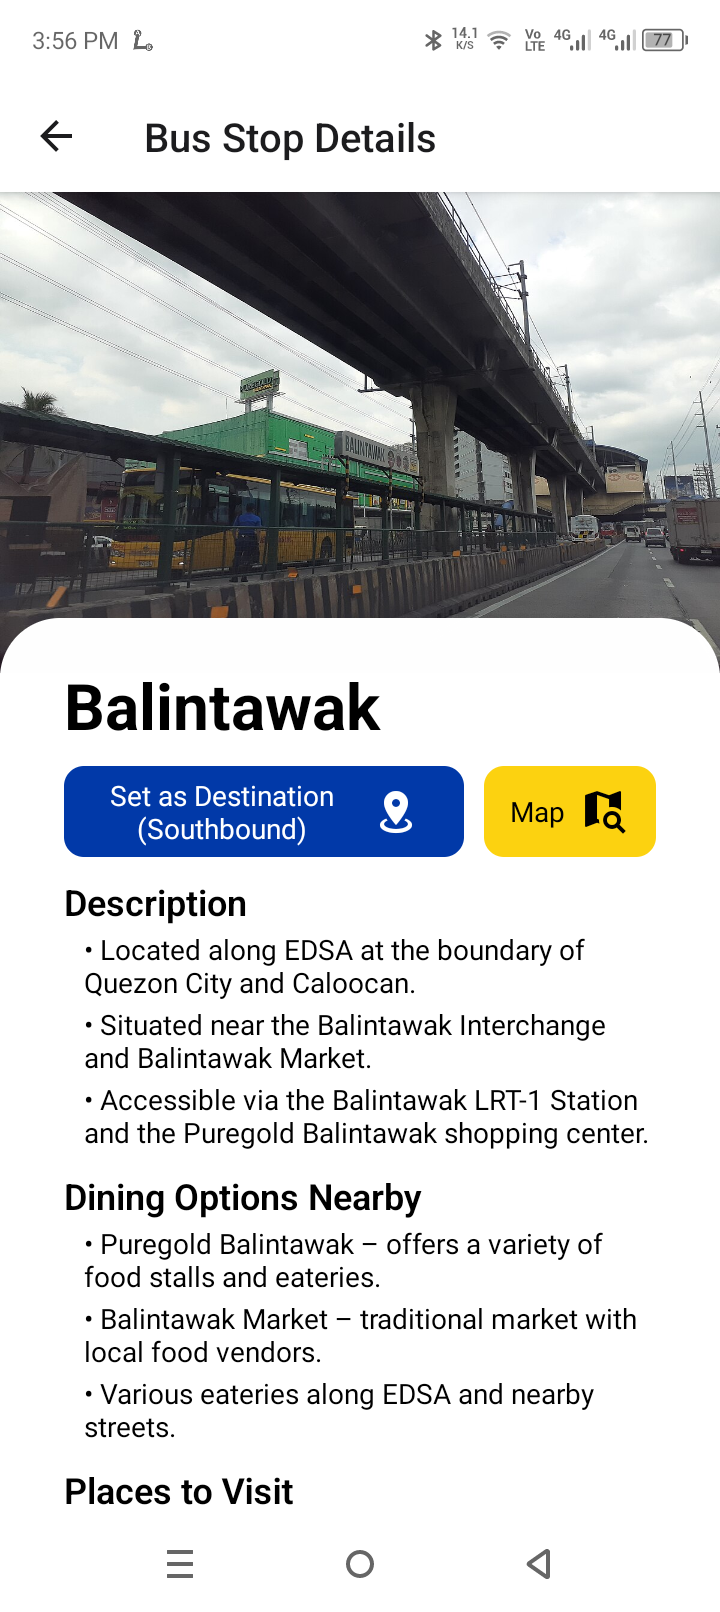 3:56 PM
14.1
K/S
Vo
LTE
4G
4G
77
Bus Stop Details
BALINTAWAK
Balintawak
Set as Destination
(Southbound)
Map
Description
• Located along EDSA at the boundary of
Quezon City and Caloocan.
• Situated near the Balintawak Interchange
and Balintawak Market.
• Accessible via the Balintawak LRT-1 Station
and the Puregold Balintawak shopping center.
Dining Options Nearby
• Puregold Balintawak – offers a variety of
food stalls and eateries.
• Balintawak Market – traditional market with
local food vendors.
• Various eateries along EDSA and nearby
streets.
Places to Visit